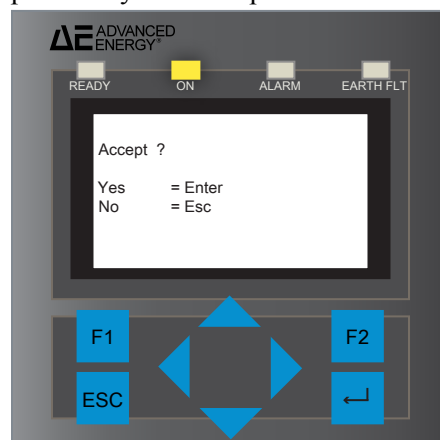 ADVANCED
ENERGY®
READY ON ALARM EARTH FLT
Accept ?
Yes = Enter
No = Esc
F1 F2
ESC